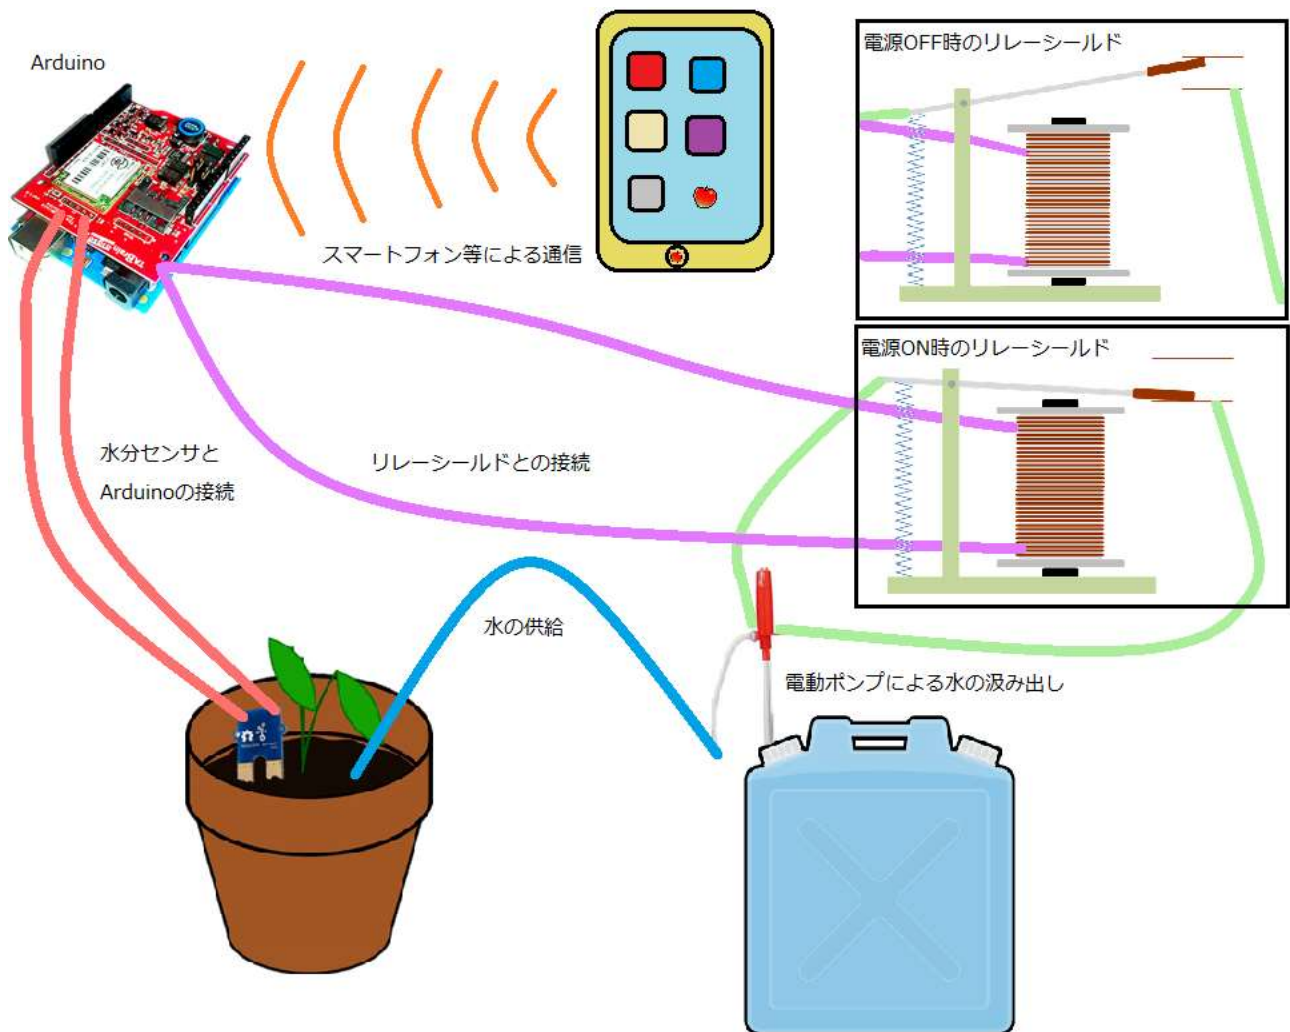 電源OFF時のリレーシールド
Arduino
スマートフォン等による通信
電源ON時のリレーシールド
水分センサと
Arduinoの接続
リレーシールドとの接続
水の供給
電動ポンプによる水の汲み出し